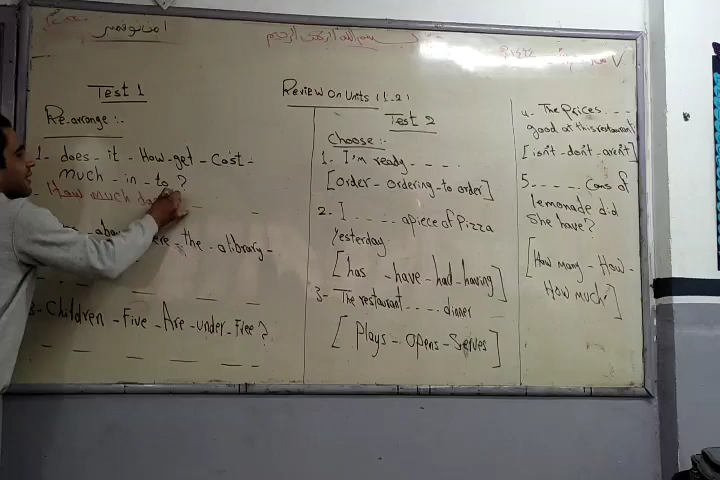 بسم الله الرحمن الرحيم
Review on Units (1-2)
Test 1
Re-arrange :-
1- does - it - How - get - cost -
much - in - to ?
How much do
- the - a library -
3- Children - Five - Are - under - Free ?
Test 2
Choose :-
1. I'm ready ....
[order - ordering - to order]
2. I ..... a piece of Pizza
yesterday
[has - have - had - having]
3- The restaurant .... dinner
[Plays - opens - Serves]
4. The Prices ...
good at this restaurant
[isn't - don't - aren't]
5. ..... Cans of
lemonade did
She have?
[How many - How -
How much]